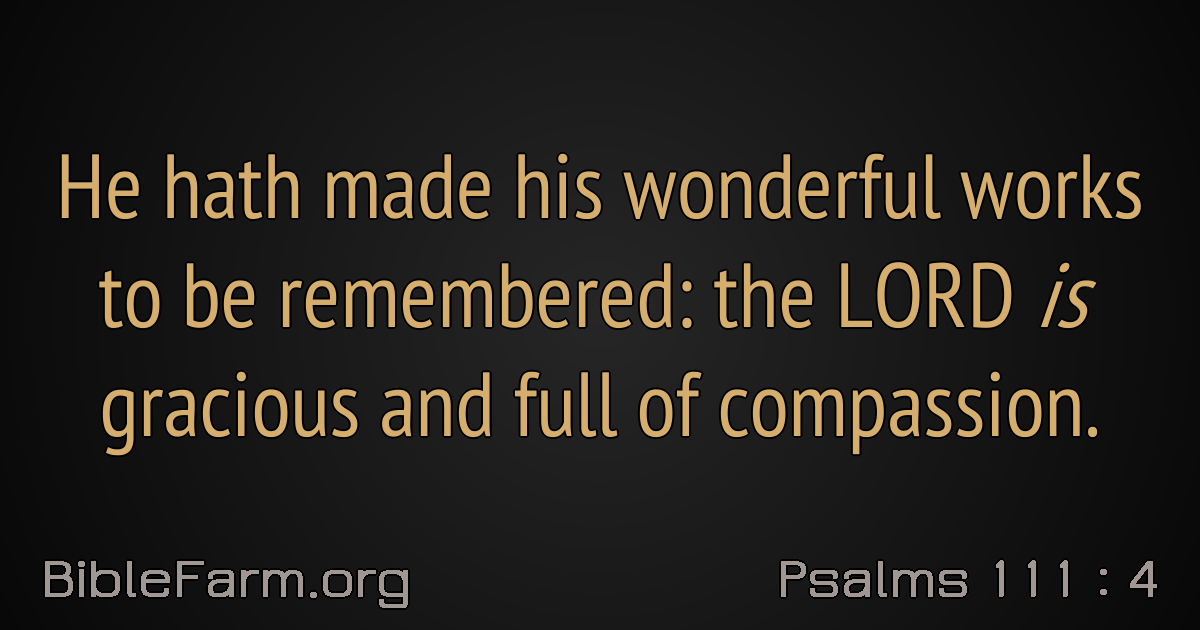 He hath made his wonderful works
to be remembered: the LORD is
gracious and full of compassion.
BibleFarm.org
Psalms 111 : 4